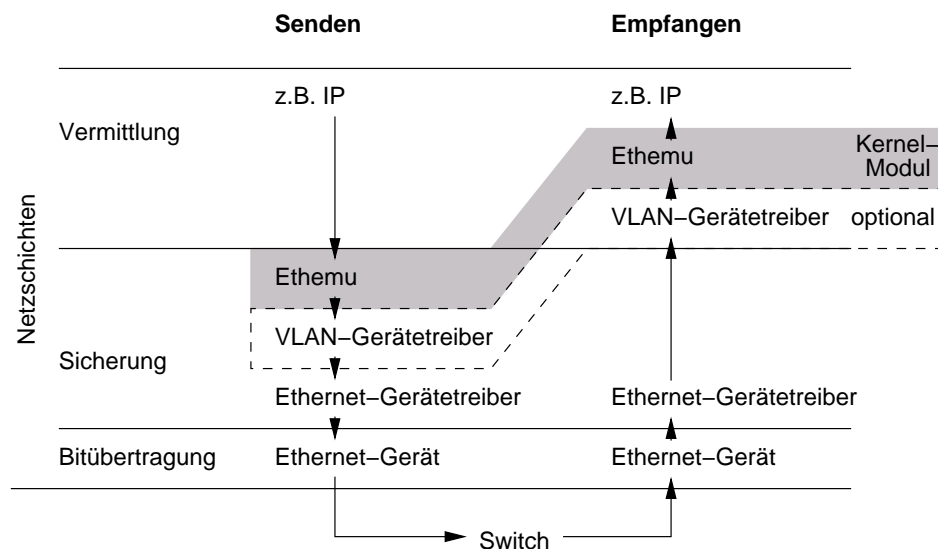 Senden Empfangen
z.B. IP z.B. IP
Vermittlung
Ethemu Kernel–
Modul
VLAN–Gerätetreiber optional
Netzschichten
Ethemu
VLAN–Gerätetreiber
Sicherung
Ethernet–Gerätetreiber Ethernet–Gerätetreiber
Bitübertragung Ethernet–Gerät Ethernet–Gerät
Switch